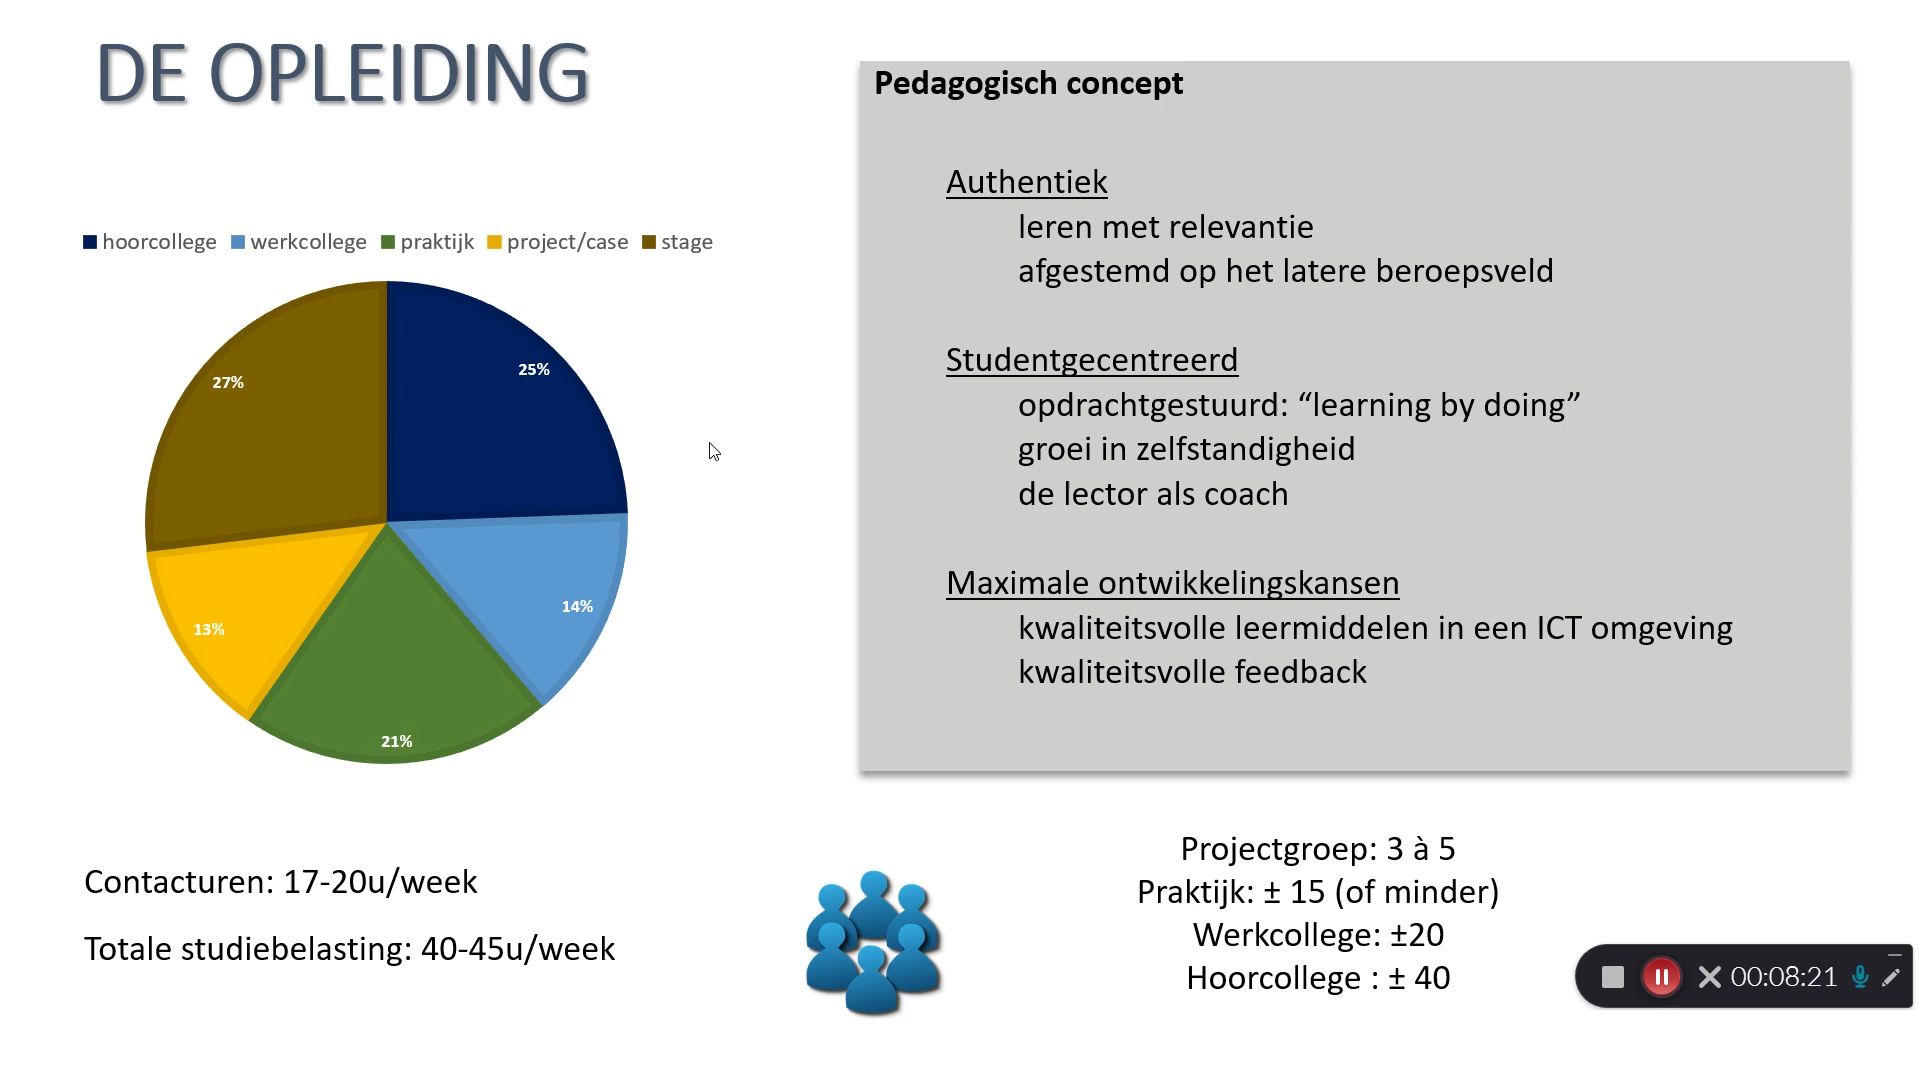 DE OPLEIDING
hoorcollege werkcollege praktijk project/case stage
25%
27%
14%
13%
21%
Contacturen: 17-20u/week
Totale studiebelasting: 40-45u/week
Pedagogisch concept
Authentiek
leren met relevantie
afgestemd op het latere beroepsveld
Studentgecentreerd
opdrachtgestuurd: “learning by doing”
groei in zelfstandigheid
de lector als coach
Maximale ontwikkelingskansen
kwaliteitsvolle leermiddelen in een ICT omgeving
kwaliteitsvolle feedback
Projectgroep: 3 à 5
Praktijk: ± 15 (of minder)
Werkcollege: ±20
Hoorcollege : ± 40
00:08:21